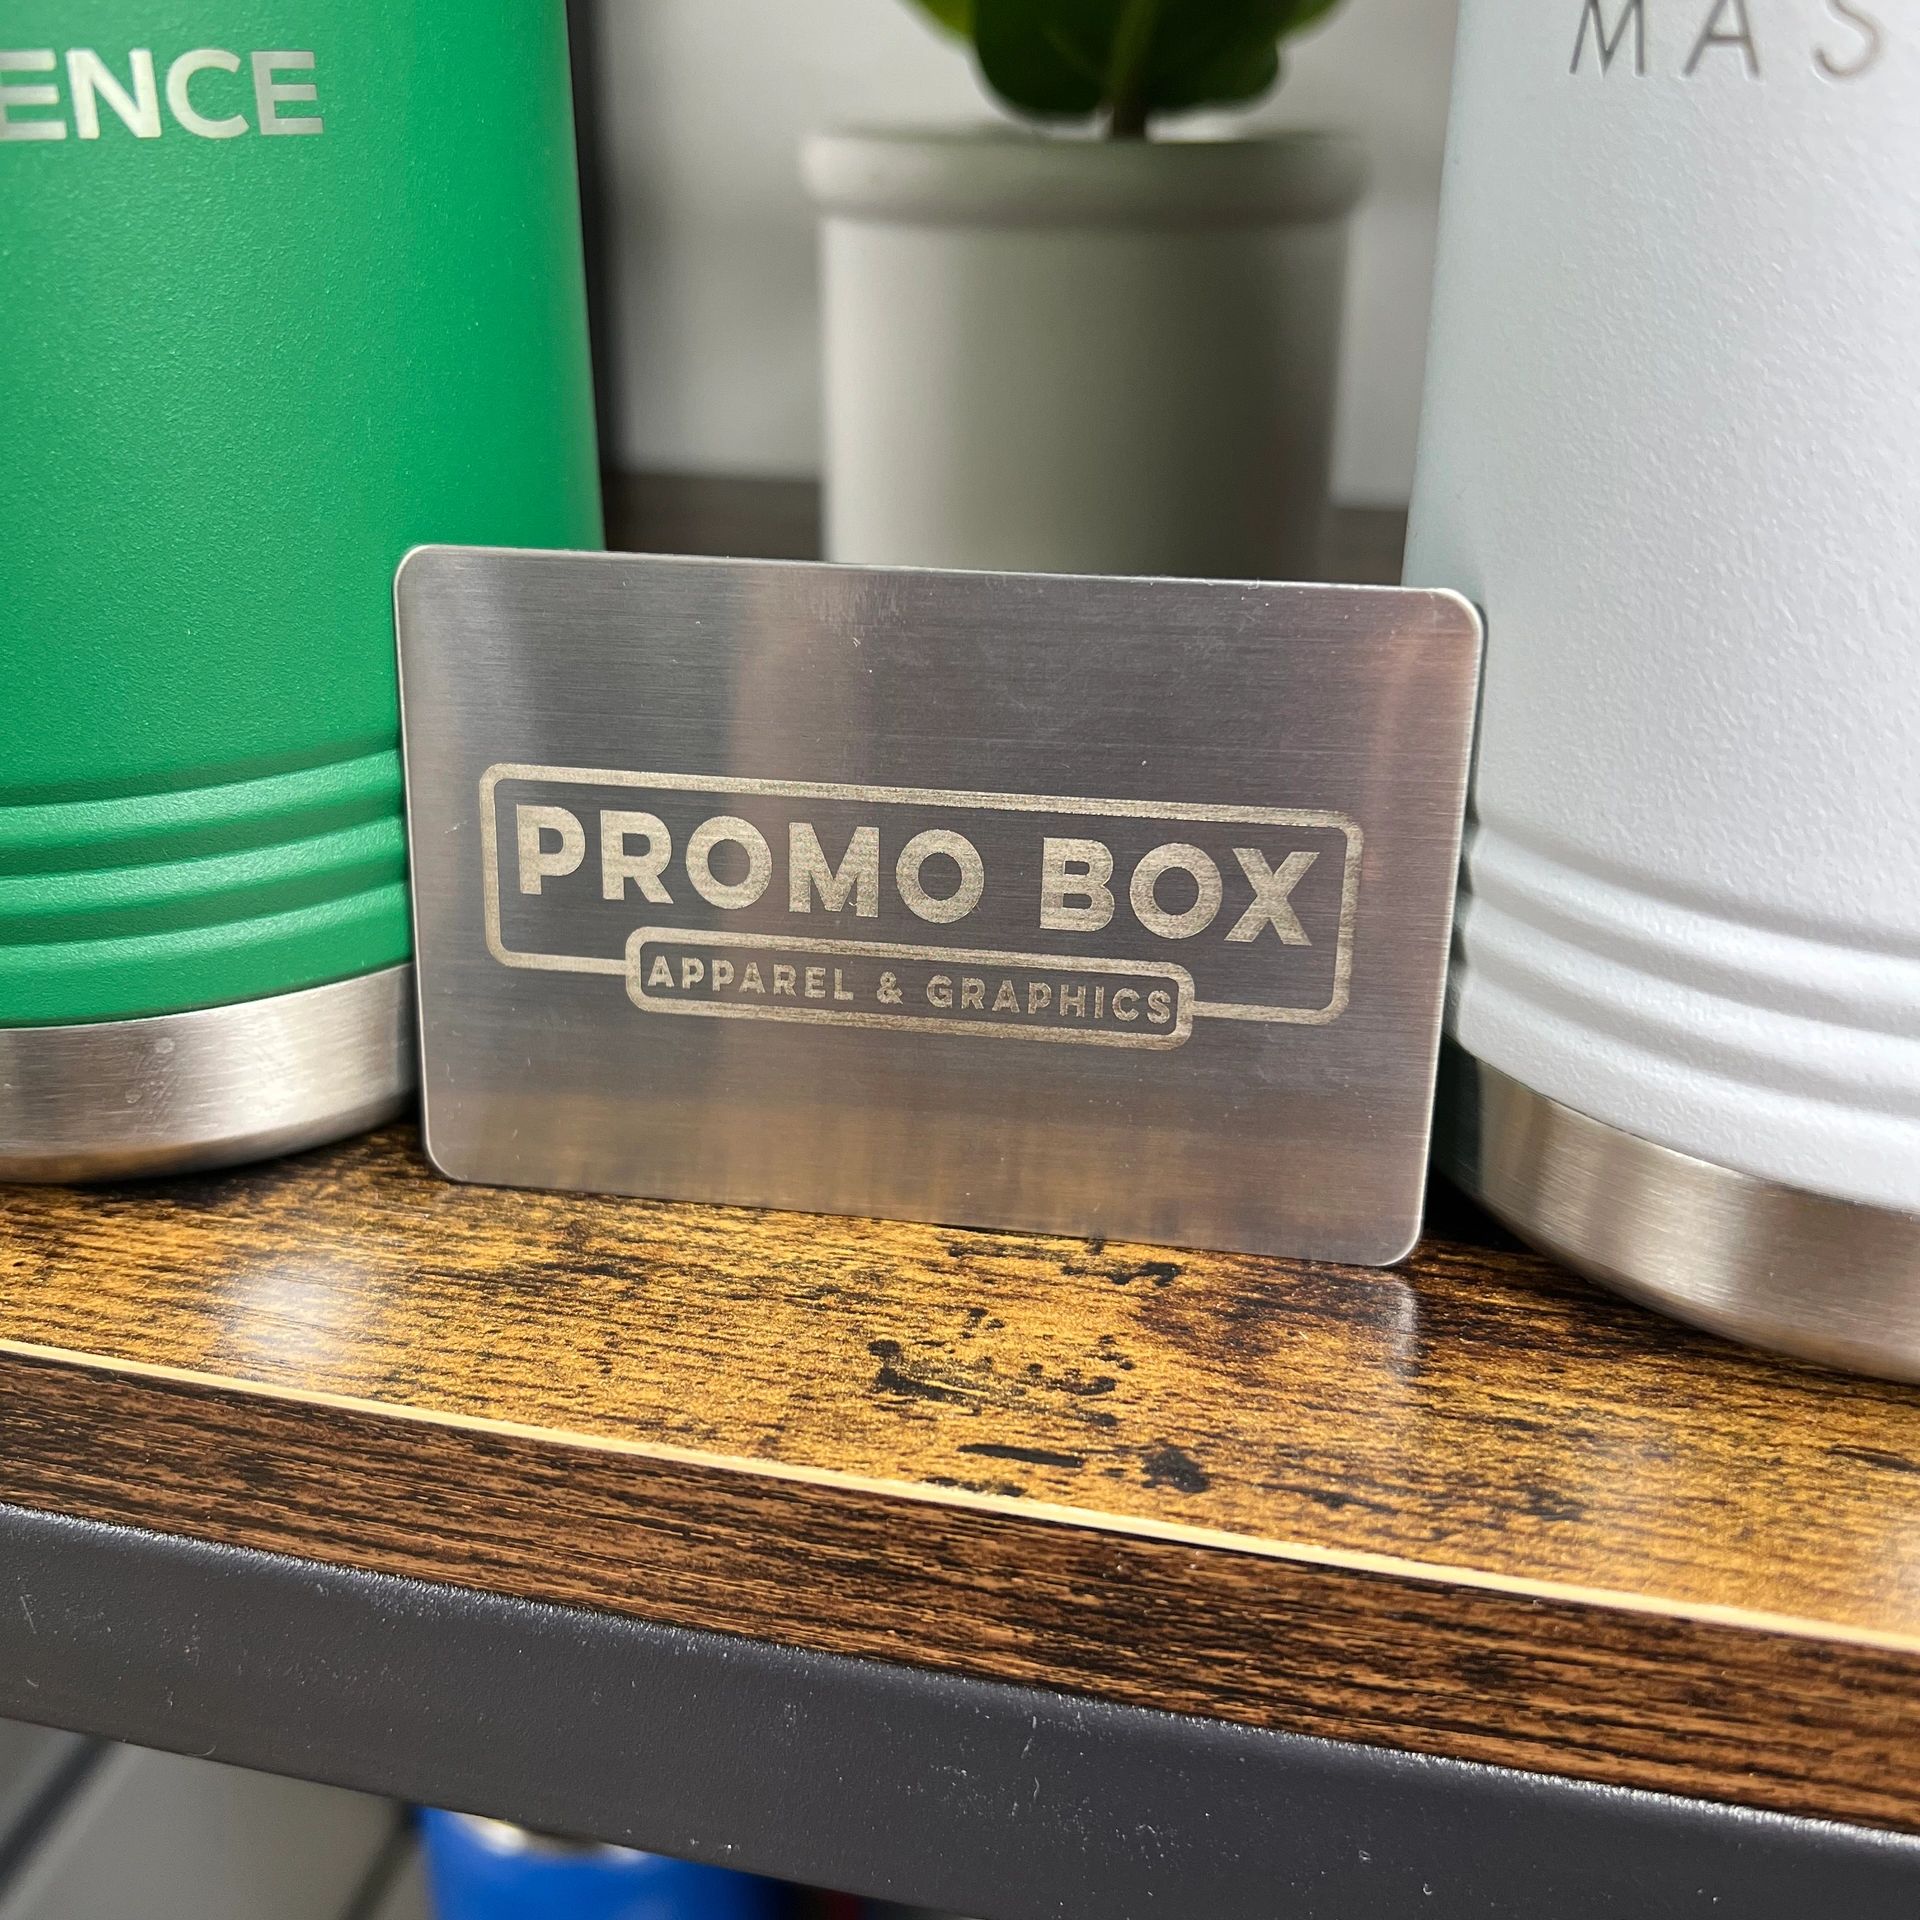 ENCE
MAS
PROMO BOX
APPAREL & GRAPHICS